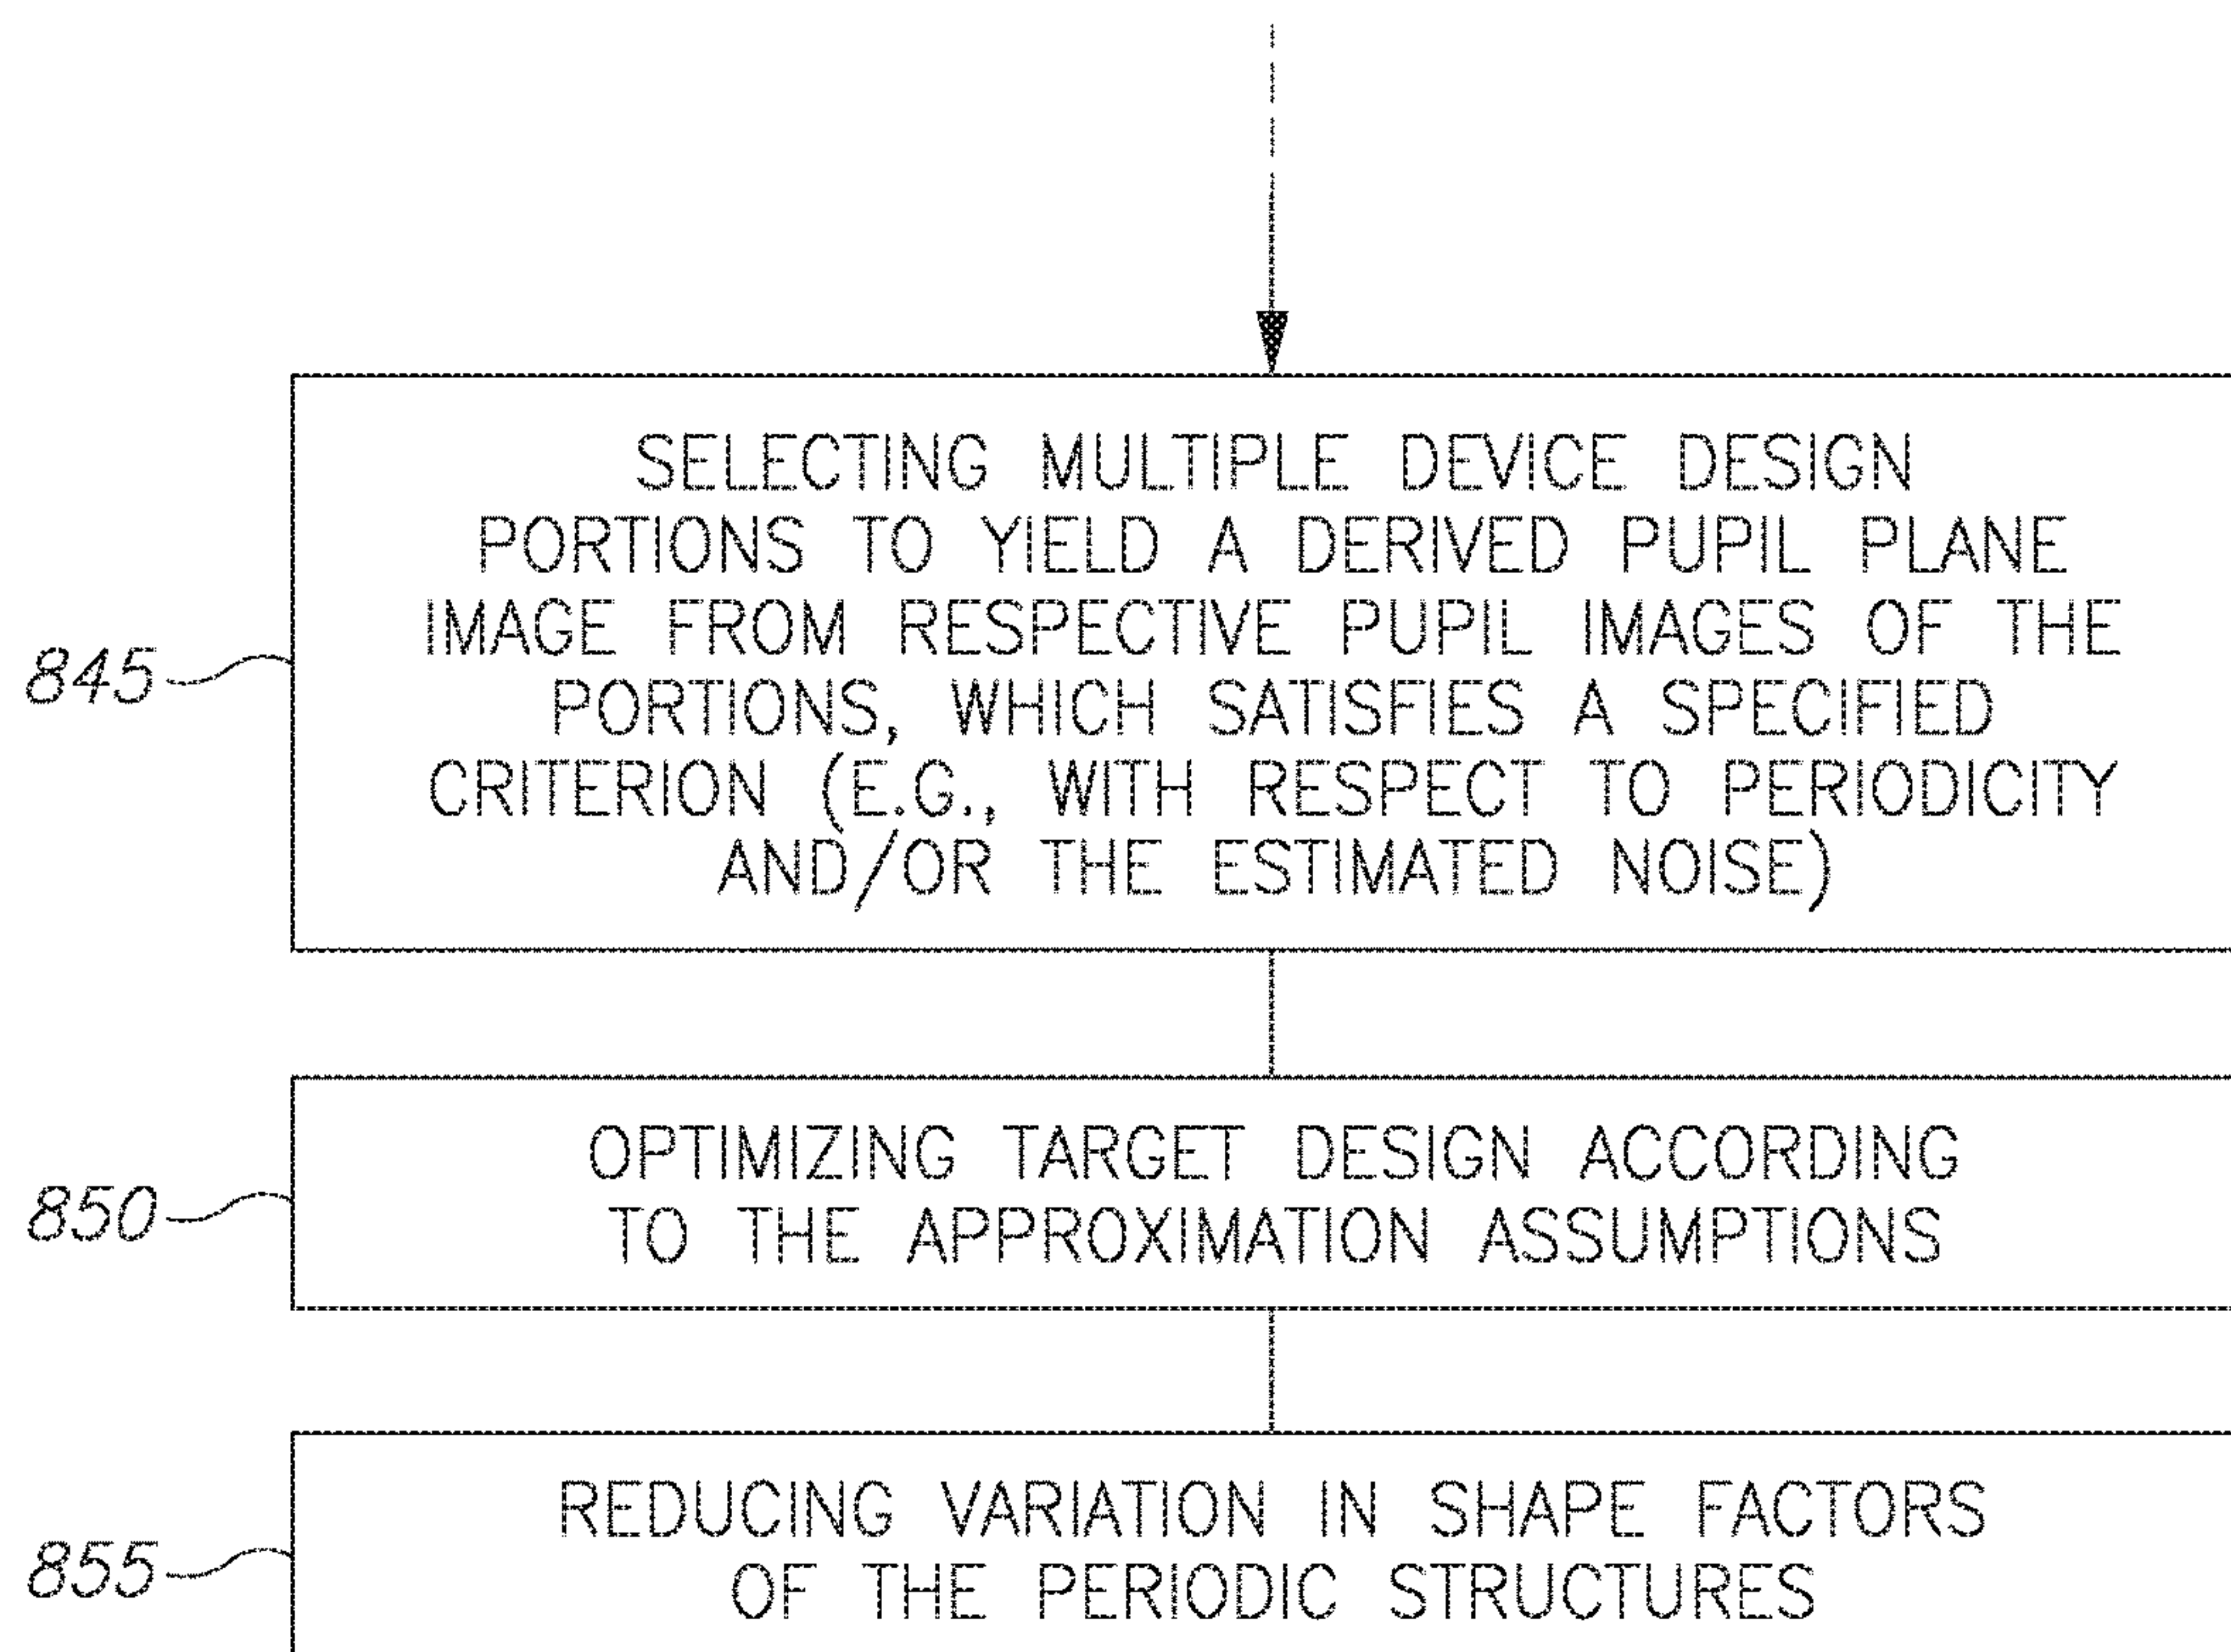 SELECTING MULTIPLE DEVICE DESIGN
PORTIONS TO YIELD A DERIVED PUPIL PLANE
IMAGE FROM RESPECTIVE PUPIL IMAGES OF THE
845
PORTIONS, WHICH SATISFIES A SPECIFIED
CRITERION (E.G., WITH RESPECT TO PERIODICITY
AND/OR THE ESTIMATED NOISE)
OPTIMIZING TARGET DESIGN ACCORDING
850
TO THE APPROXIMATION ASSUMPTIONS
REDUCING VARIATION IN SHAPE FACTORS
855
OF THE PERIODIC STRUCTURES